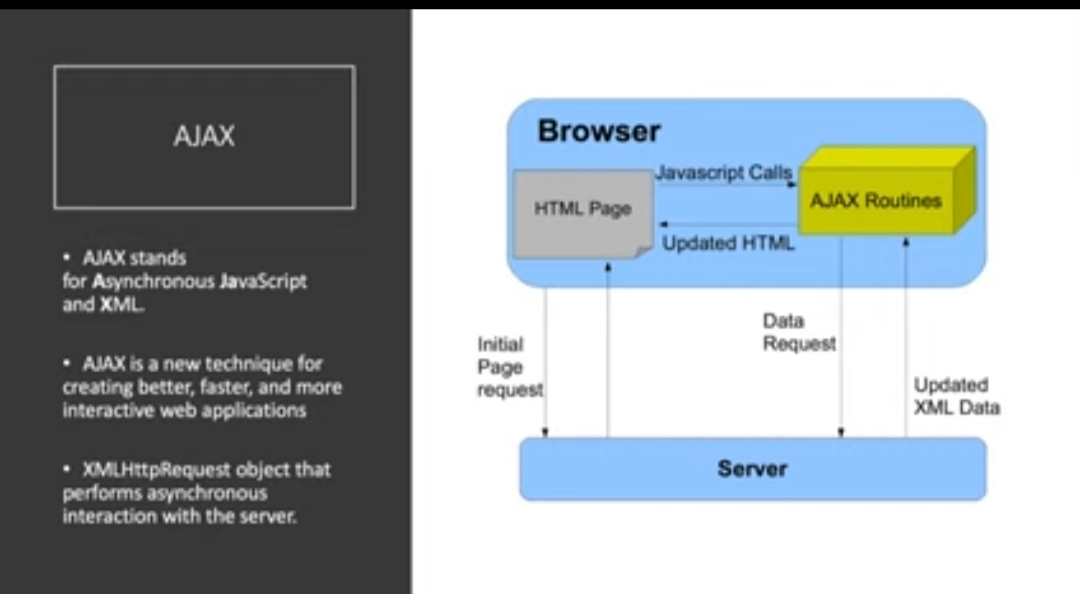 AJAX
• AJAX stands
for Asynchronous JavaScript
and XML.
• AJAX is a new technique for
creating better, faster, and more
interactive web applications
• XMLHttpRequest object that
performs asynchronous
interaction with the server.
Browser
Javascript Calls
HTML Page
AJAX Routines
Updated HTML
Initial
Page
request
Data
Request
Updated
XML Data
Server